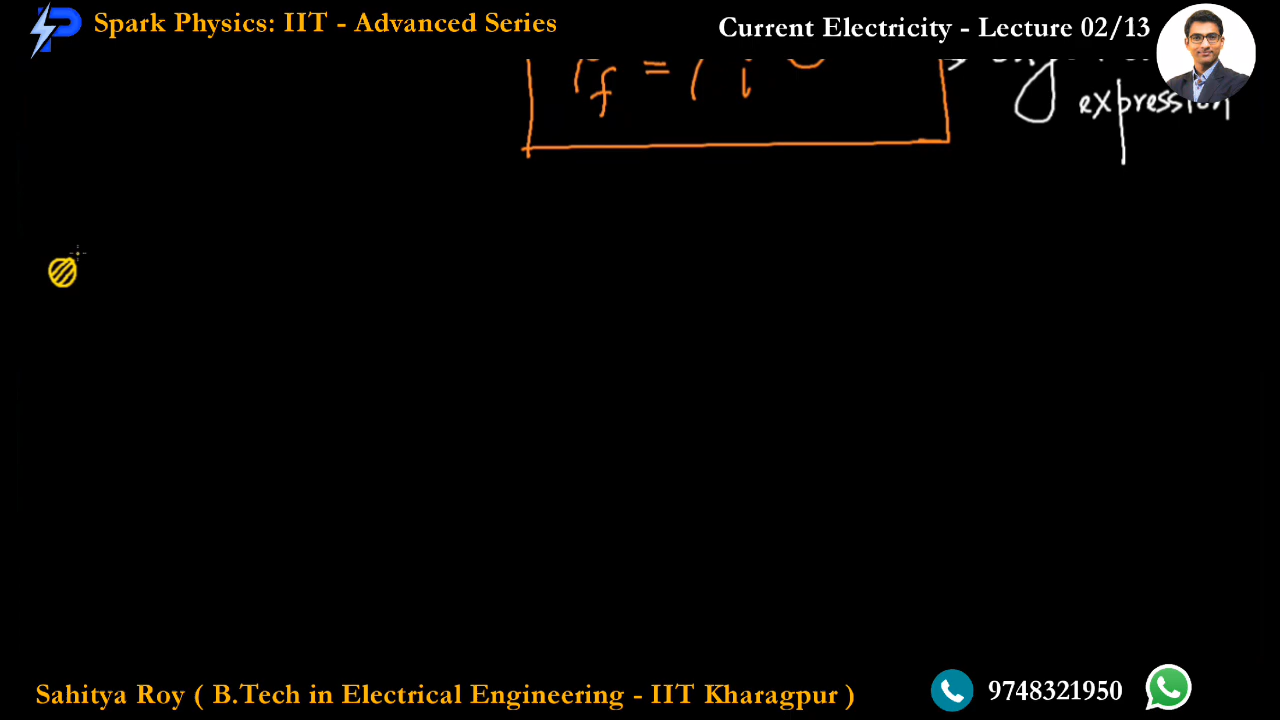 Spark Physics: IIT - Advanced Series
Current Electricity - Lecture 02/13
expression
Sahitya Roy ( B.Tech in Electrical Engineering - IIT Kharagpur )
9748321950